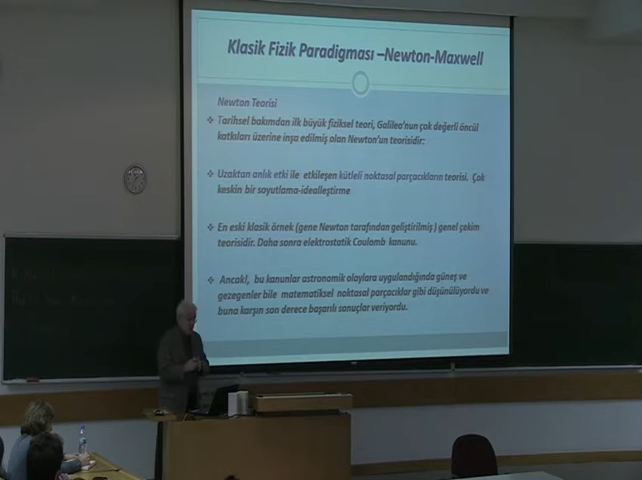 Klasik Fizik Paradigması –Newton-Maxwell
Newton Teorisi
❖ Tarihsel bakımdan ilk büyük fiziksel teori, Galileo'nun çok değerli öncül
katkıları üzerine inşa edilmiş olan Newton'un teorisidir:
❖ Uzaktan anlık etki ile etkileşen kütleli noktasal parçacıkların teorisi. Çok
keskin bir soyutlama-idealleştirme
❖ En eski klasik örnek (gene Newton tarafından geliştirilmiş) genel çekim
teorisidir. Daha sonra elektrostatik Coulomb kanunu.
❖ Ancak!, bu kanunlar astronomik olaylara uygulandığında güneş ve
gezegenler bile matematiksel noktasal parçacıklar gibi düşünülüyordu ve
buna karşın son derece başarılı sonuçlar veriyordu.